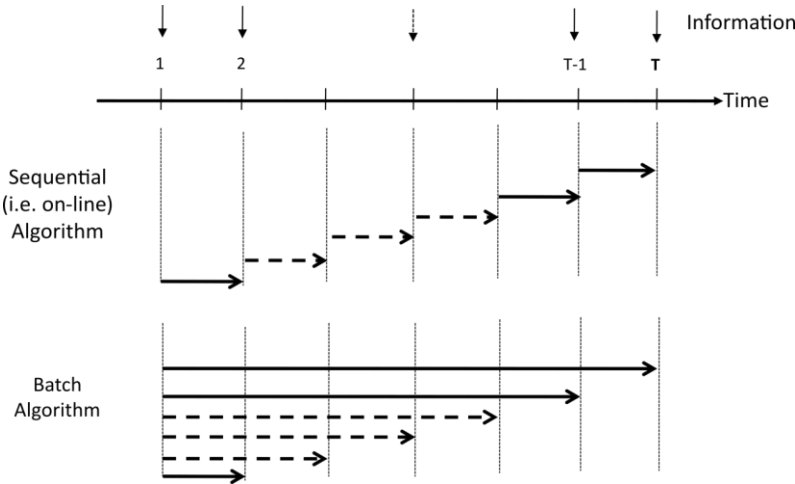 Information
1
2
T-1
T
Time
Sequential
(i.e. on-line)
Algorithm
Batch
Algorithm